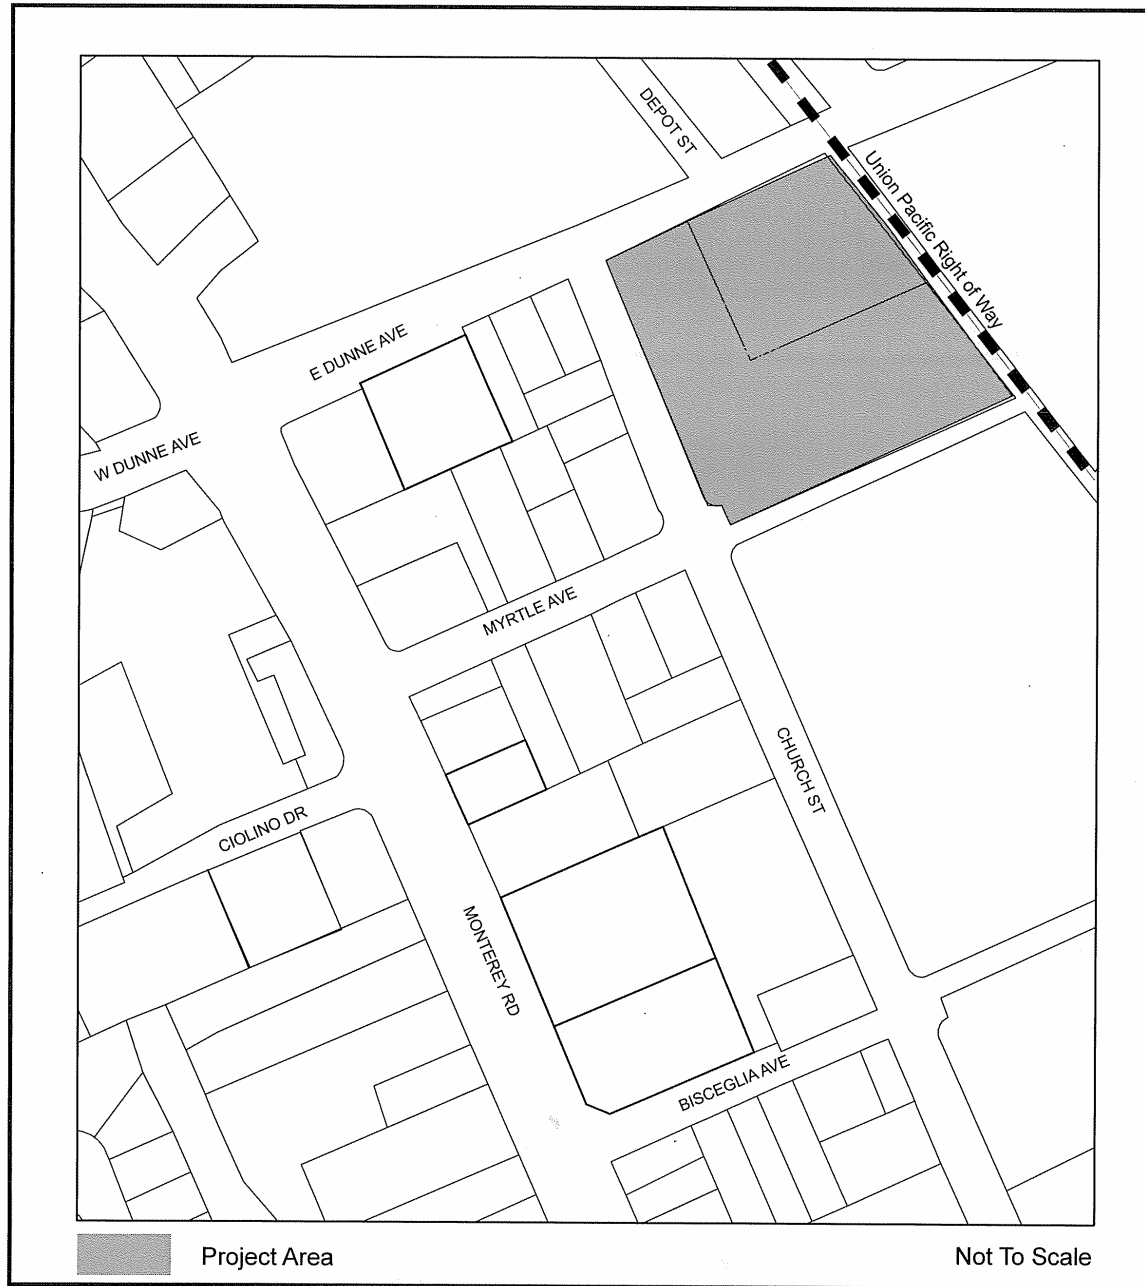 DEPOT ST
Union Pacific Right of Way
E DUNNE AVE
W DUNNE AVE
MYRTLE AVE
CHURCH ST
CIOLINO DR
MONTEREY RD
BISCEGLIA AVE
Project Area
Not To Scale